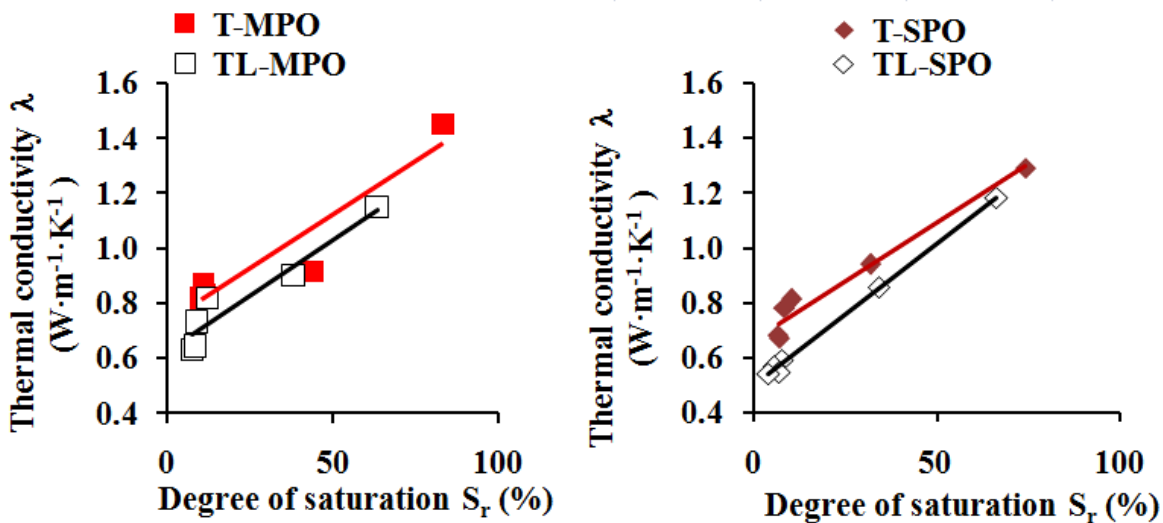 T-MPO
TL-MPO
Thermal conductivity λ
(W·m⁻¹·K⁻¹)
1.6
1.4
1.2
1.0
0.8
0.6
0.4
0
50
100
Degree of saturation Sᵣ (%)
T-SPO
TL-SPO
Thermal conductivity λ
(W·m⁻¹·K⁻¹)
1.6
1.4
1.2
1.0
0.8
0.6
0.4
0
50
100
Degree of saturation Sᵣ (%)